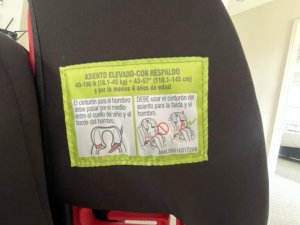 ASIENTO ELEVADO-CON RESPALDO
40-100 lb (18.1-45 kg) • 43-57" (110.1-145 cm)
y por lo menos 4 años de edad
El cinturón para el hombro
debe pasar por el medio
entre el cuello del niño y el
borde del hombro.
DEBE usar el cinturón del
asiento para la falda y el
hombro.